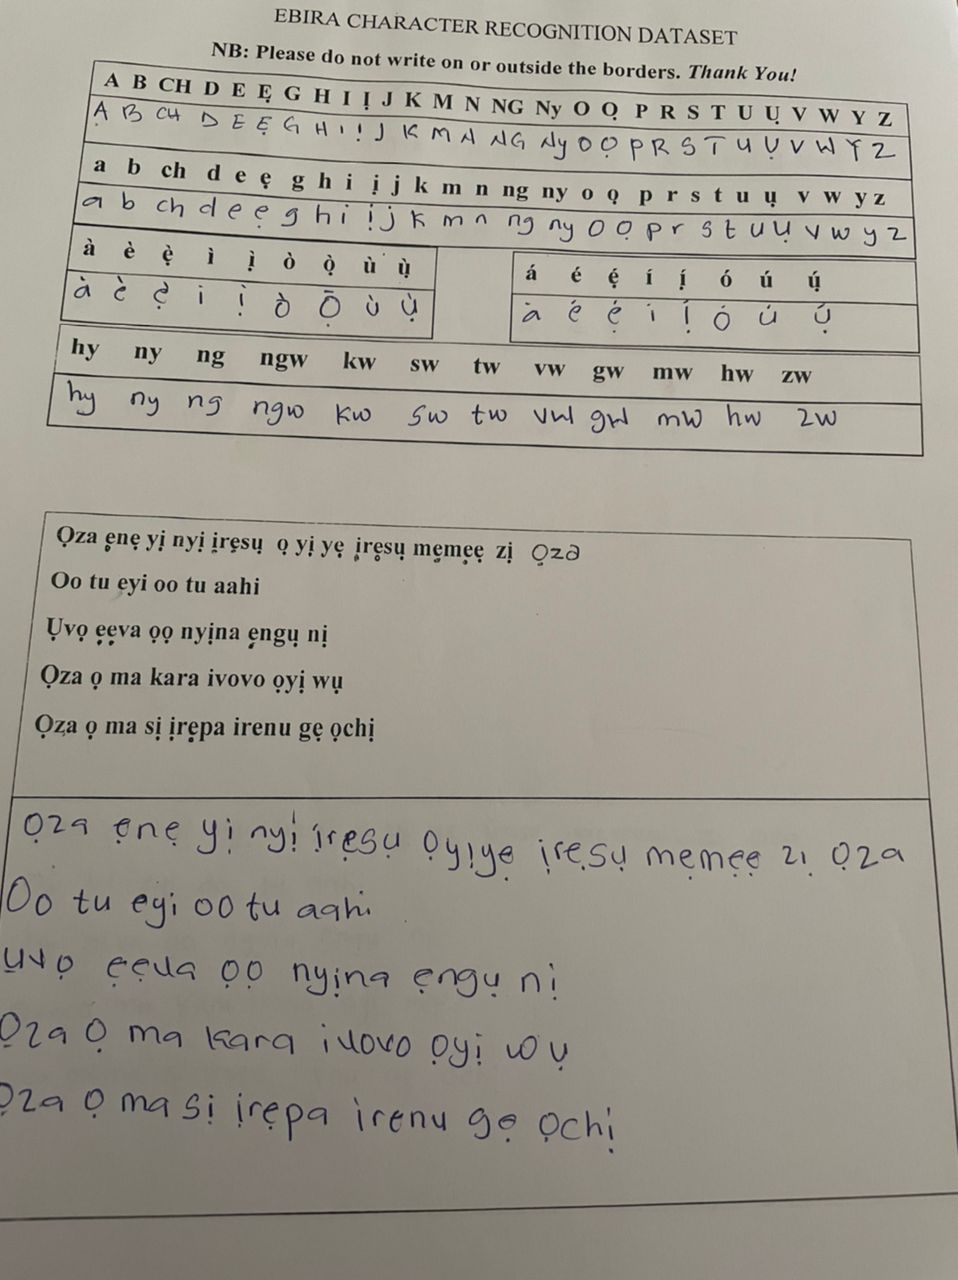 EBIRA CHARACTER RECOGNITION DATASET
NB: Please do not write on or outside the borders. Thank You!
A B CH D E Ẹ G H I Ị J K M N NG Ny O Ọ P R S T U Ụ V W Y Z
A B CH D E Ẹ G H I Ị J K M N NG Ny O Ọ P R S T U Ụ V W Y Z
a b ch d e ẹ g h i ị j k m n ng ny o ọ p r s t u ụ v w y z
a b ch d e ẹ g h i ị j k m n ng ny o ọ p r s t u ụ v w y z
à è ẹ̀ ì ị̀ ò ọ̀ ù ụ̀
à è ẹ̀ ì ị̀ ò ọ̄ ù ụ̀
á é ẹ́ í ị́ ó ú ụ́
à é ẹ́ i ị́ ó ú ụ́
hy ny ng ngw kw sw tw vw gw mw hw zw
hy ny ng ngw kw sw tw vw gw mw hw zw
Ọza ẹnẹ yị nyị ịrẹsụ ọ yị yẹ ịrẹsụ mẹmẹẹ zị Ọza
Oo tu eyi oo tu aahi
Ụvọ ẹẹva ọọ nyịna ẹngụ nị
Ọza ọ ma kara ivovo ọyị wụ
Ọza ọ ma sị ịrẹpa irenu gẹ ọchị
Ọza ẹnẹ yị nyị irẹsụ Ọyịyẹ ịrẹsụ mẹmẹẹ zị Ọza
Oo tu eyi oo tu aahi
ụvọ ẹẹva ọọ nyịna ẹngụ nị
Ọza Ọ ma kara ivovo ọyị wụ
Ọza Ọ ma sị ịrẹpa irenu gẹ ọchị